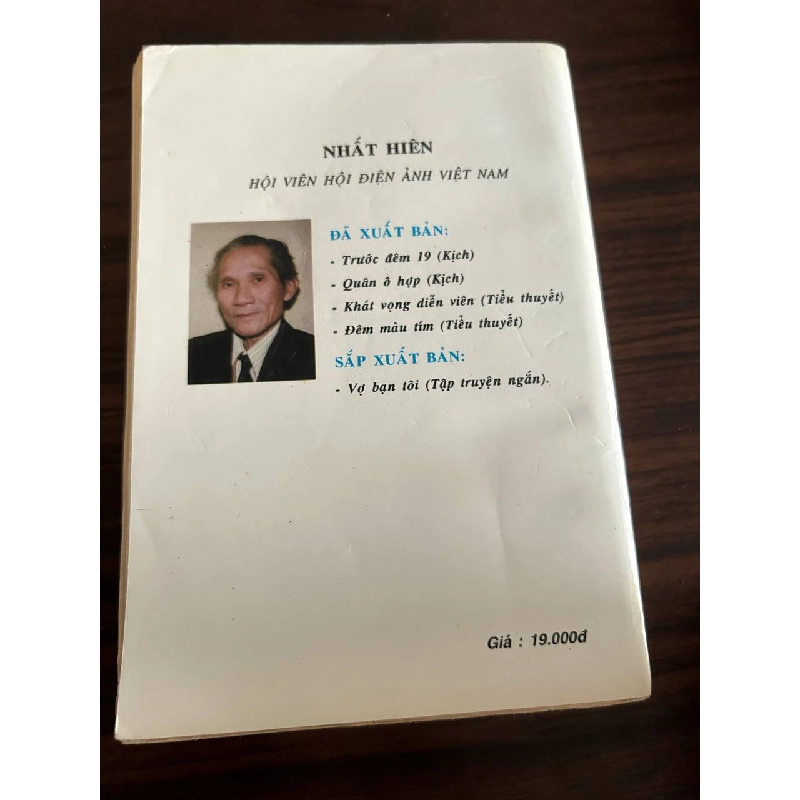 NHẤT HIÊN
HỘI VIÊN HỘI ĐIỆN ẢNH VIỆT NAM
ĐÃ XUẤT BẢN:
- Trước đêm 19 (Kịch)
- Quân ô hợp (Kịch)
- Khát vọng diễn viên (Tiểu thuyết)
- Đêm màu tím (Tiểu thuyết)
SẮP XUẤT BẢN:
- Vợ bạn tôi (Tập truyện ngắn).
Giá : 19.000đ